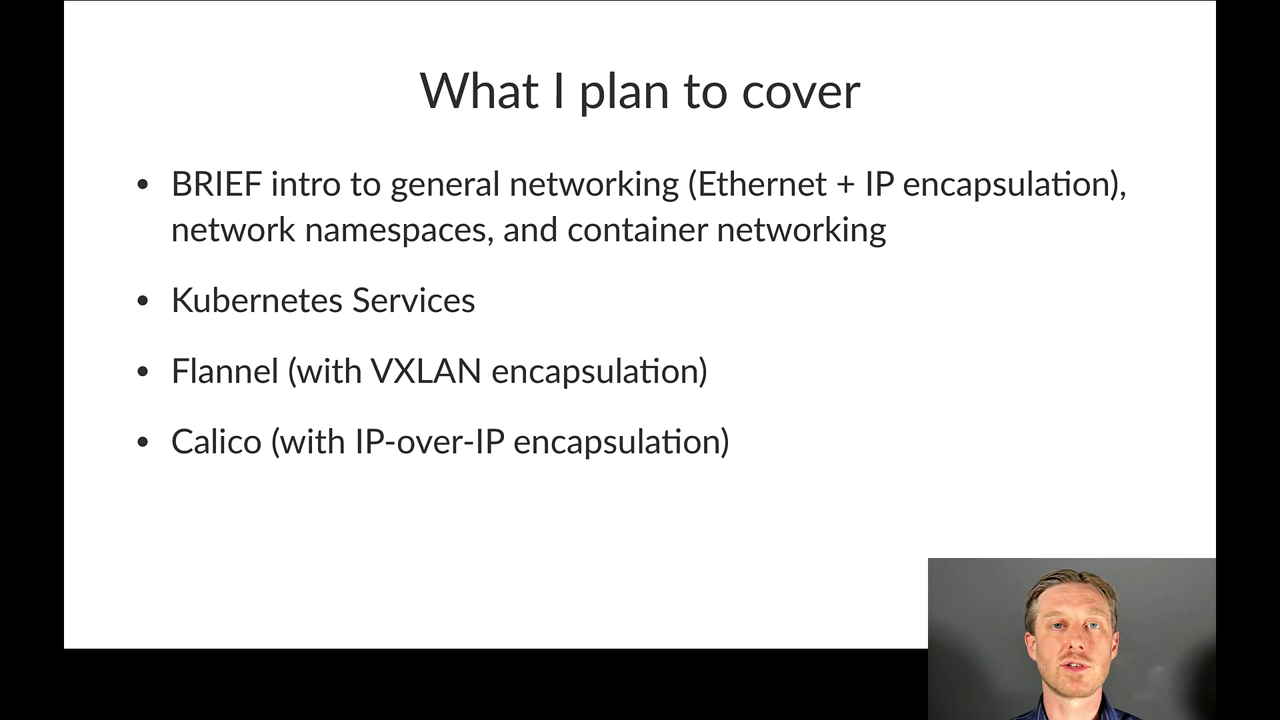 What I plan to cover
• BRIEF intro to general networking (Ethernet + IP encapsulation),
network namespaces, and container networking
• Kubernetes Services
• Flannel (with VXLAN encapsulation)
• Calico (with IP-over-IP encapsulation)